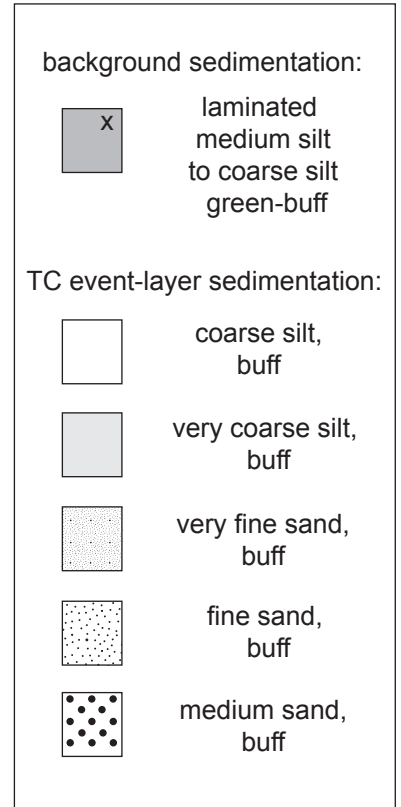 background sedimentation:
x
laminated
medium silt
to coarse silt
green-buff
TC event-layer sedimentation:
coarse silt,
buff
very coarse silt,
buff
very fine sand,
buff
fine sand,
buff
medium sand,
buff